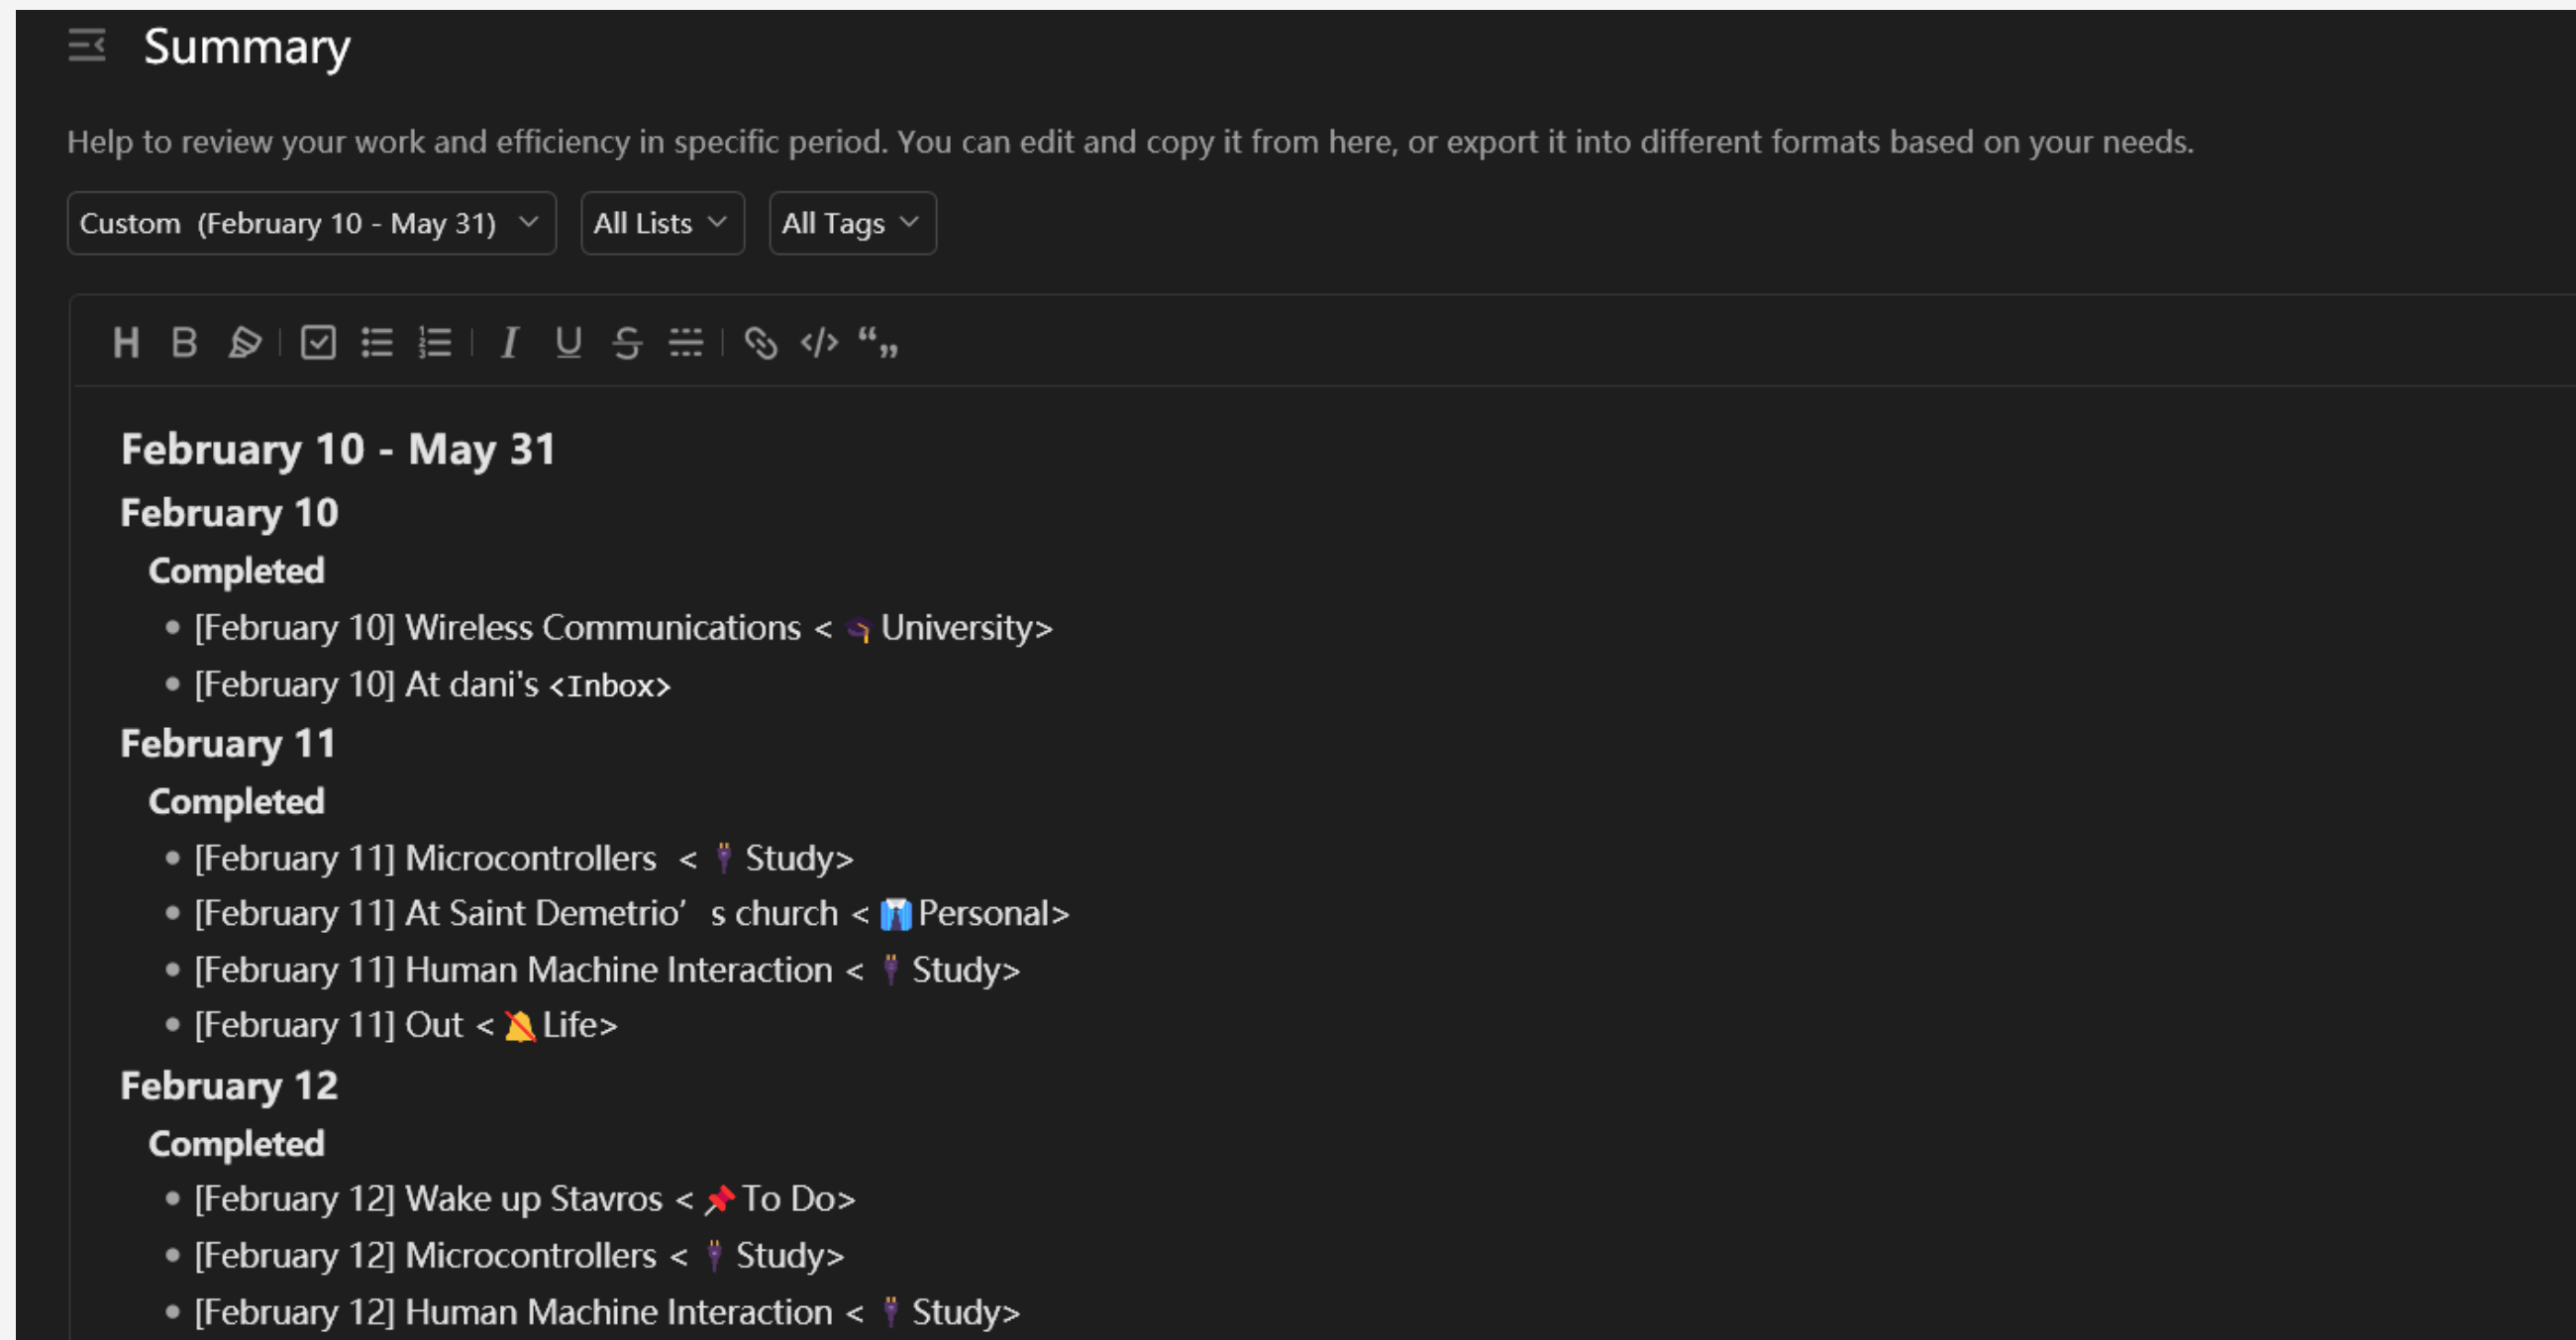 Summary
Help to review your work and efficiency in specific period. You can edit and copy it from here, or export it into different formats based on your needs.
Custom (February 10 - May 31) All Lists All Tags
H B I U S </> “„
February 10 - May 31
February 10
Completed
[February 10] Wireless Communications < 🎓University>
[February 10] At dani's <Inbox>
February 11
Completed
[February 11] Microcontrollers < 🔌Study>
[February 11] At Saint Demetrio’s church < 👔Personal>
[February 11] Human Machine Interaction < 🔌Study>
[February 11] Out < 🔕Life>
February 12
Completed
[February 12] Wake up Stavros < 📌To Do>
[February 12] Microcontrollers < 🔌Study>
[February 12] Human Machine Interaction < 🔌Study>